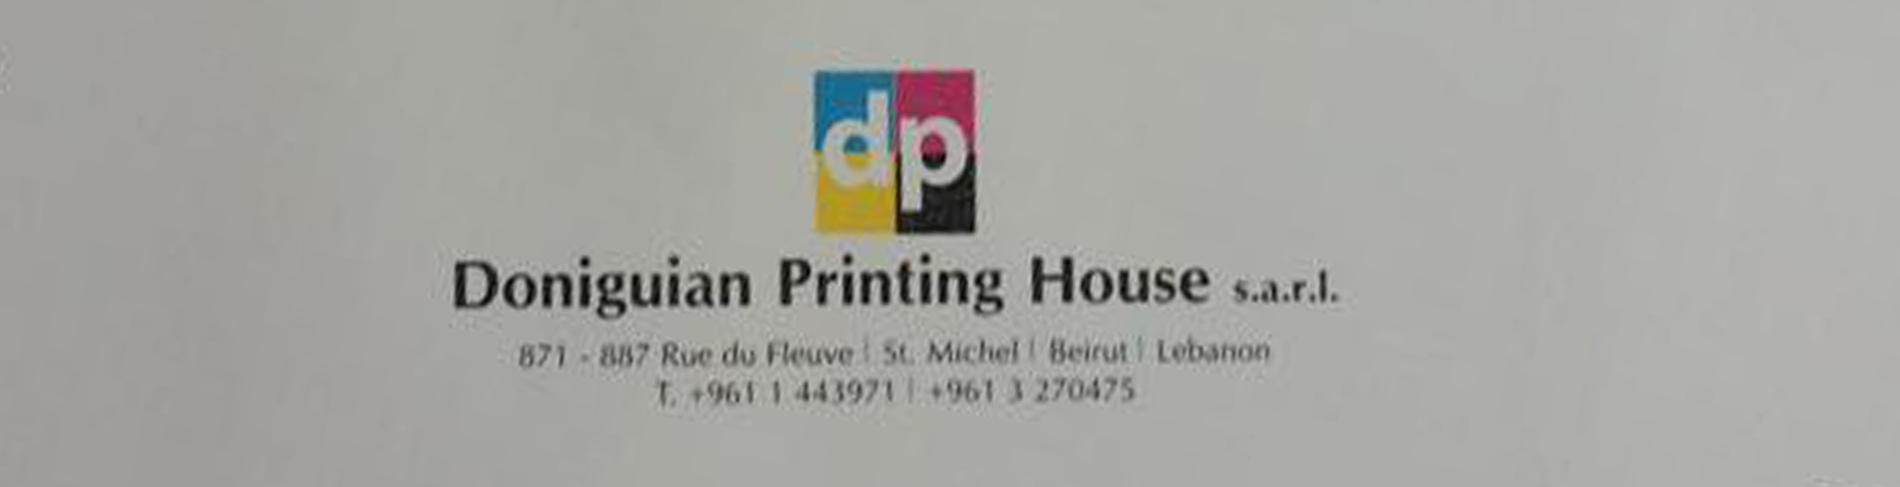 dp
Doniguian Printing House s.a.r.l.
871 - 887 Rue du Fleuve | St. Michel | Beirut | Lebanon
T. +961 1 443971 | +961 3 270475